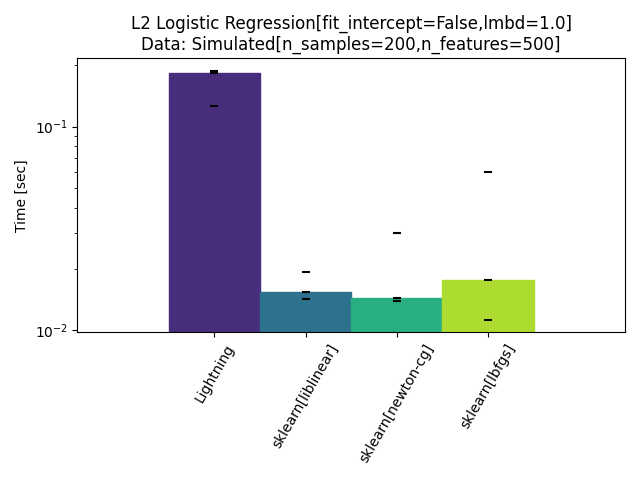 L2 Logistic Regression[fit_intercept=False,lmbd=1.0]
Data: Simulated[n_samples=200,n_features=500]
Time [sec]
10⁻¹
10⁻²
Lightning
sklearn[liblinear]
sklearn[newton-cg]
sklearn[lbfgs]